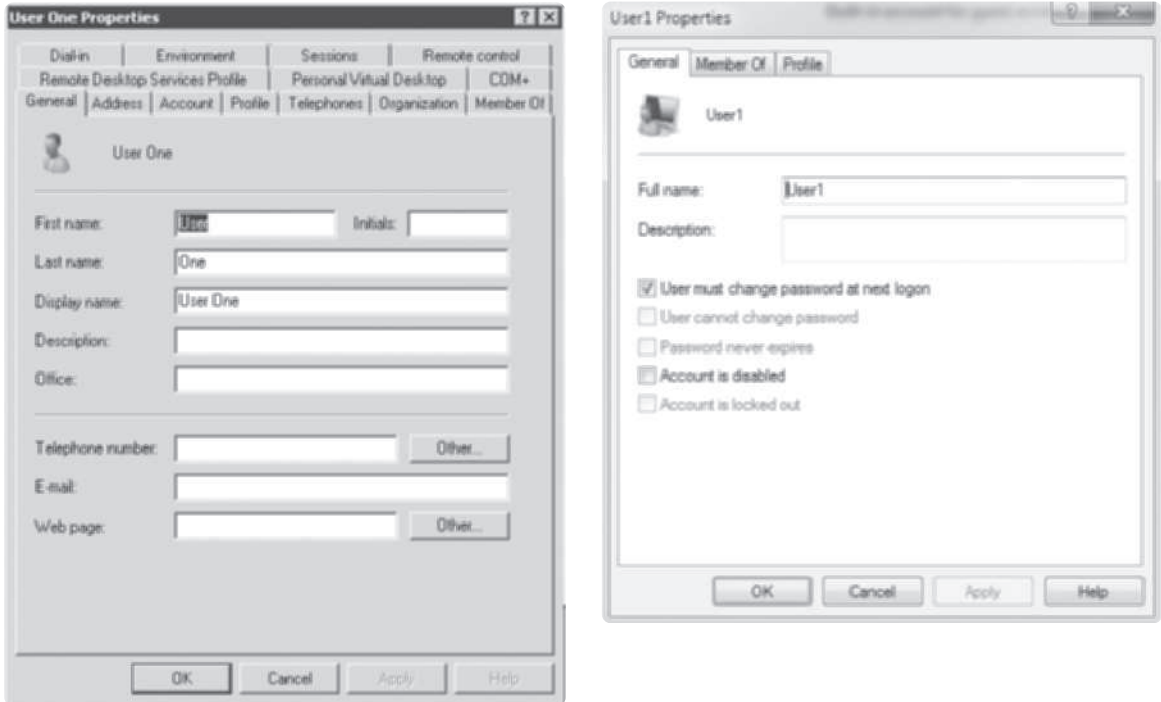 User One Properties
Dial-in Environment Sessions Remote control
Remote Desktop Services Profile Personal Virtual Desktop COM+
General Address Account Profile Telephones Organization Member Of
User One
First name: User Initials:
Last name: One
Display name: User One
Description:
Office:
Telephone number: Other...
E-mail:
Web page: Other...
OK Cancel Apply Help
User1 Properties
General Member Of Profile
User1
Full name: User1
Description:
User must change password at next logon
User cannot change password
Password never expires
Account is disabled
Account is locked out
OK Cancel Apply Help